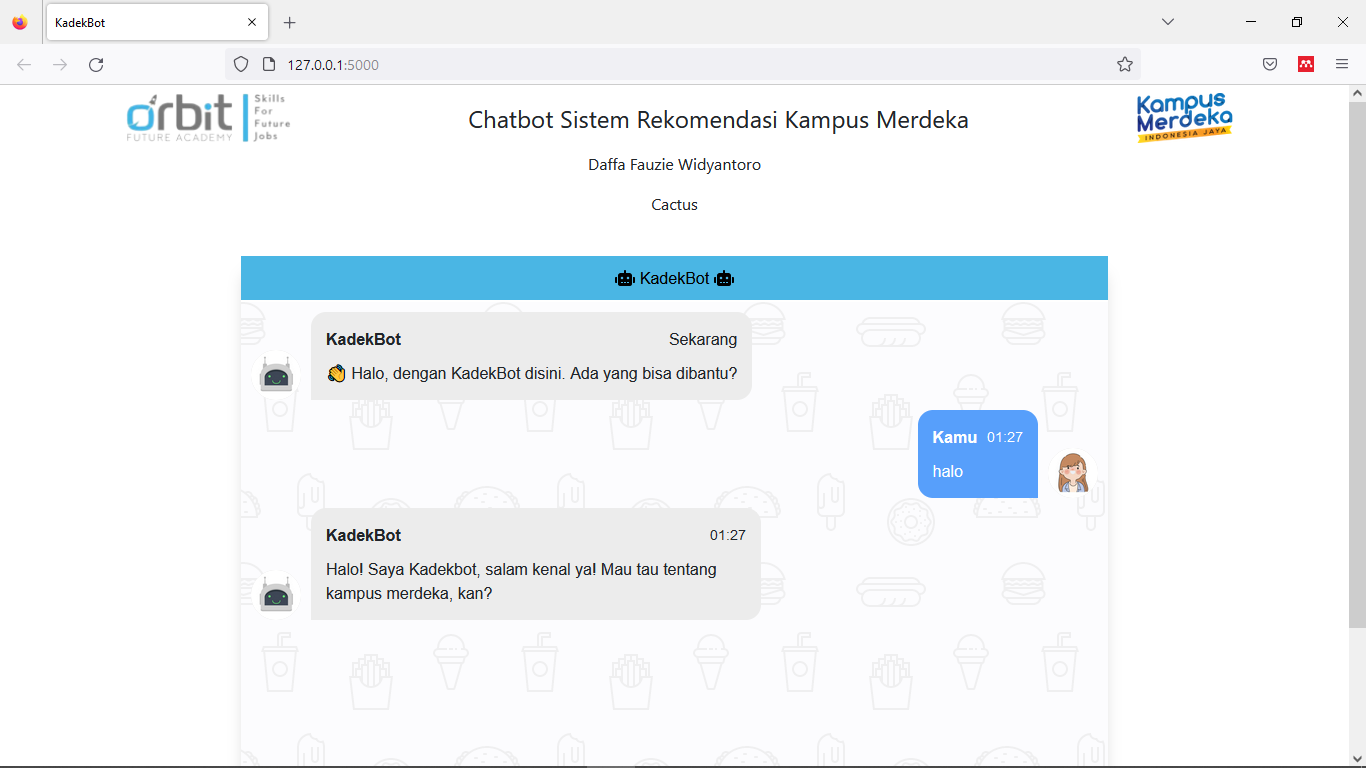 KadekBot
127.0.0.1:5000
orbit
FUTURE ACADEMY
Skills
For
Future
Jobs
Chatbot Sistem Rekomendasi Kampus Merdeka
Kampus
Merdeka
INDONESIA JAYA
Daffa Fauzie Widyantoro
Cactus
KadekBot
KadekBot Sekarang
👋 Halo, dengan KadekBot disini. Ada yang bisa dibantu?
Kamu 01:27
halo
KadekBot 01:27
Halo! Saya Kadekbot, salam kenal ya! Mau tau tentang
kampus merdeka, kan?